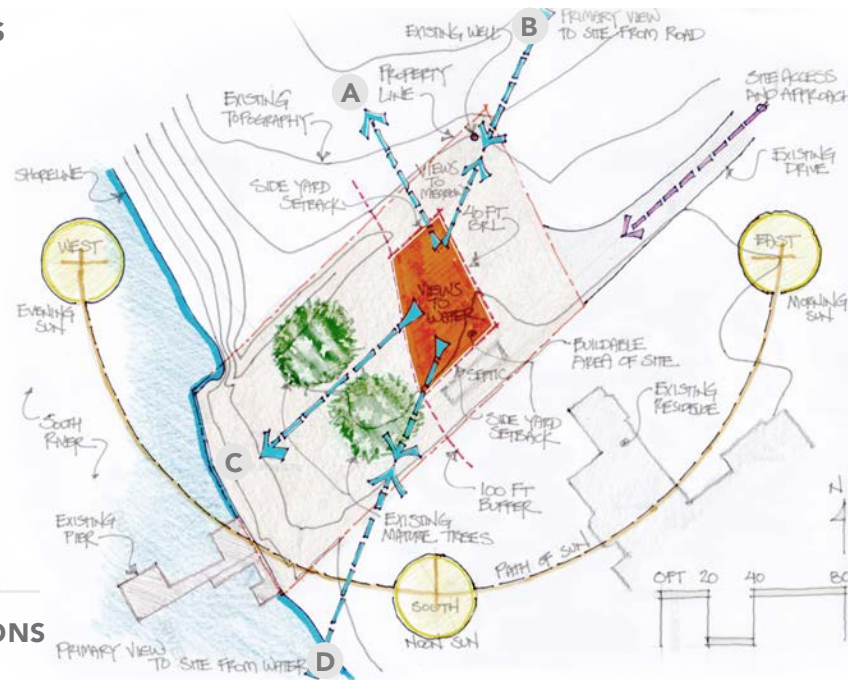 S
B
PRIMARY VIEW
TO SITE FROM ROAD
EXISTING WELL
A
PROPERTY
LINE
EXISTING
TOPOGRAPHY
SITE ACCESS
AND APPROACH
SHORELINE
SIDE YARD
SETBACK
VIEWS
TO
MEADOW
40 FT
BRL
EXISTING
DRIVE
WEST
EVENING
SUN
EAST
MORNING
SUN
VIEWS
TO
WATER
BUILDABLE
AREA OF SITE
SEPTIC
EXISTING
RESIDENCE
SOUTH
RIVER
C
SIDE YARD
SETBACK
100 FT
BUFFER
N
EXISTING
PIER
EXISTING
MATURE TREES
PATH OF SUN
0FT 20 40 80
SOUTH
NOON SUN
ONS
PRIMARY VIEW
TO SITE FROM WATER
D